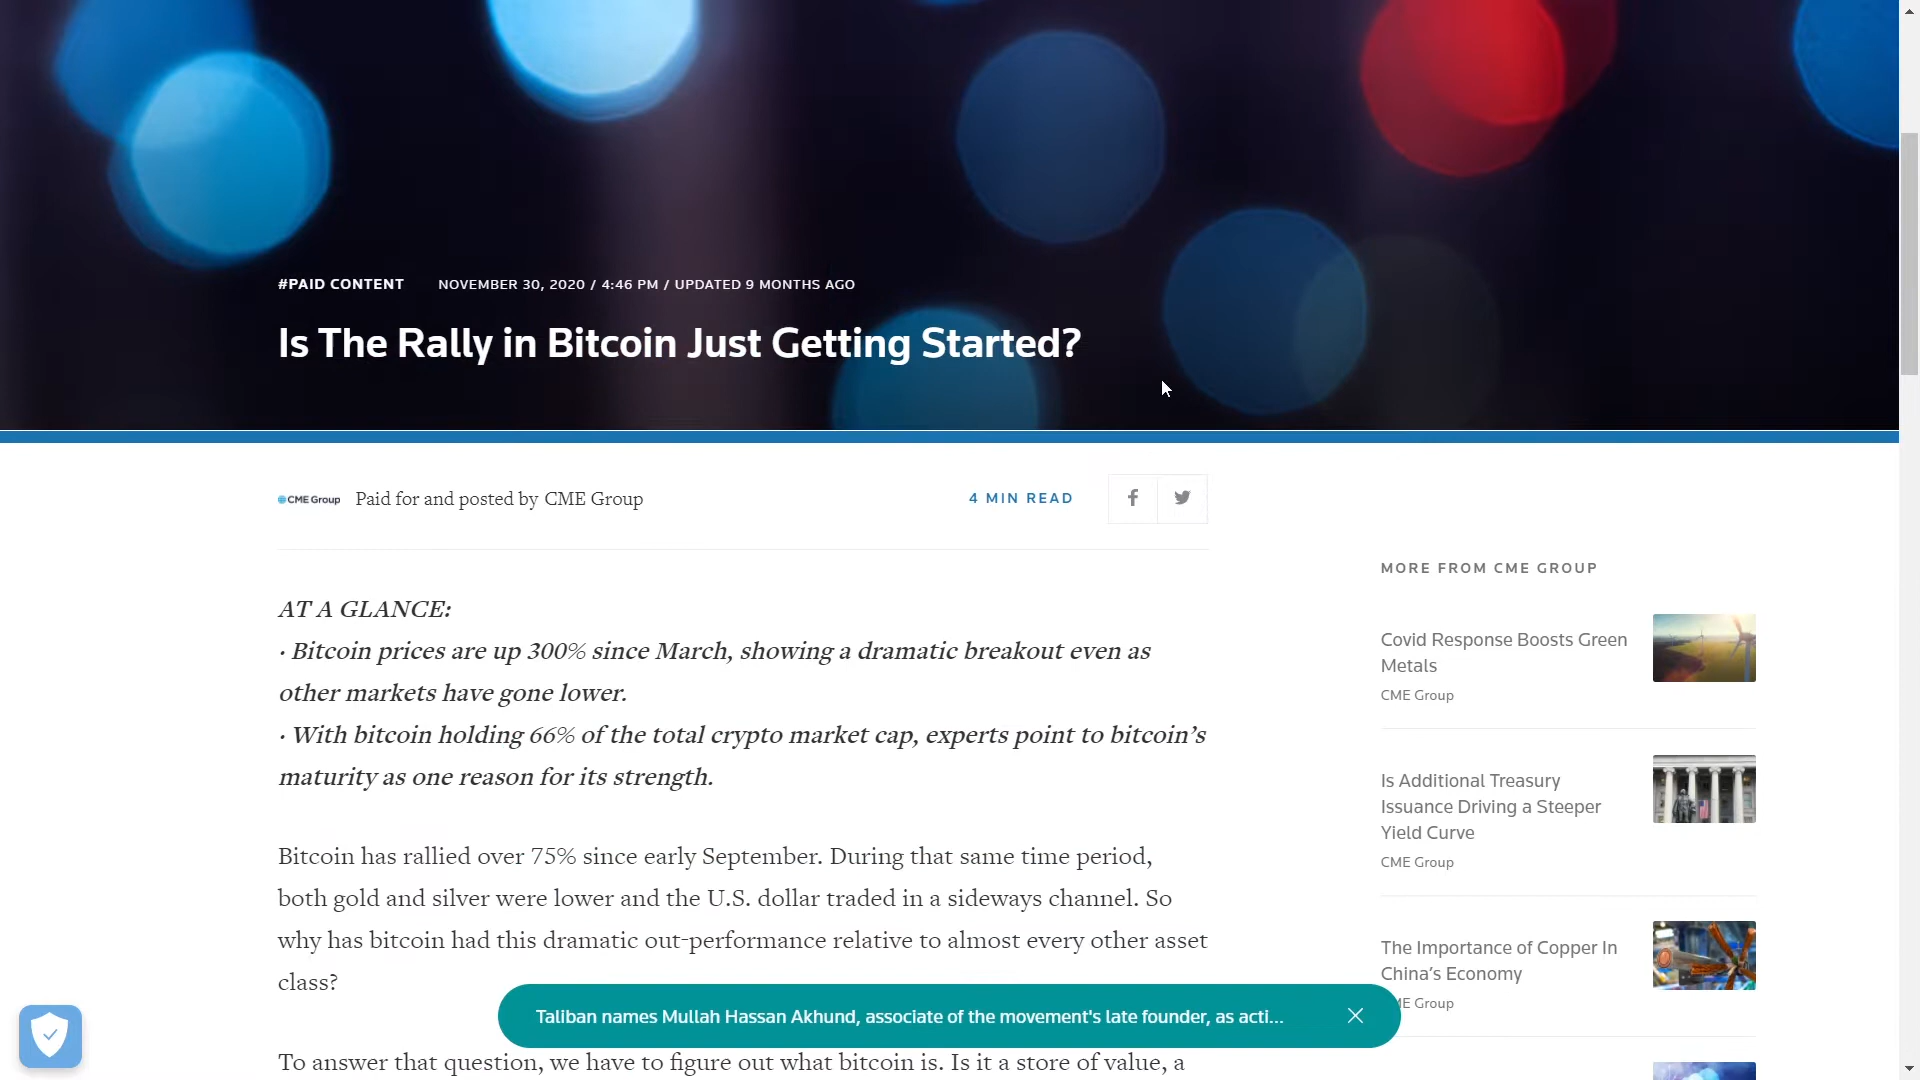 #PAID CONTENT
NOVEMBER 30, 2020 / 4:46 PM / UPDATED 9 MONTHS AGO
Is The Rally in Bitcoin Just Getting Started?
CME Group
Paid for and posted by CME Group
4 MIN READ
AT A GLANCE:
· Bitcoin prices are up 300% since March, showing a dramatic breakout even as
other markets have gone lower.
· With bitcoin holding 66% of the total crypto market cap, experts point to bitcoin’s
maturity as one reason for its strength.
Bitcoin has rallied over 75% since early September. During that same time period,
both gold and silver were lower and the U.S. dollar traded in a sideways channel. So
why has bitcoin had this dramatic out-performance relative to almost every other asset
class?
To answer that question, we have to figure out what bitcoin is. Is it a store of value, a
MORE FROM CME GROUP
Covid Response Boosts Green
Metals
CME Group
Is Additional Treasury
Issuance Driving a Steeper
Yield Curve
CME Group
The Importance of Copper In
China’s Economy
ME Group
Taliban names Mullah Hassan Akhund, associate of the movement's late founder, as acti...